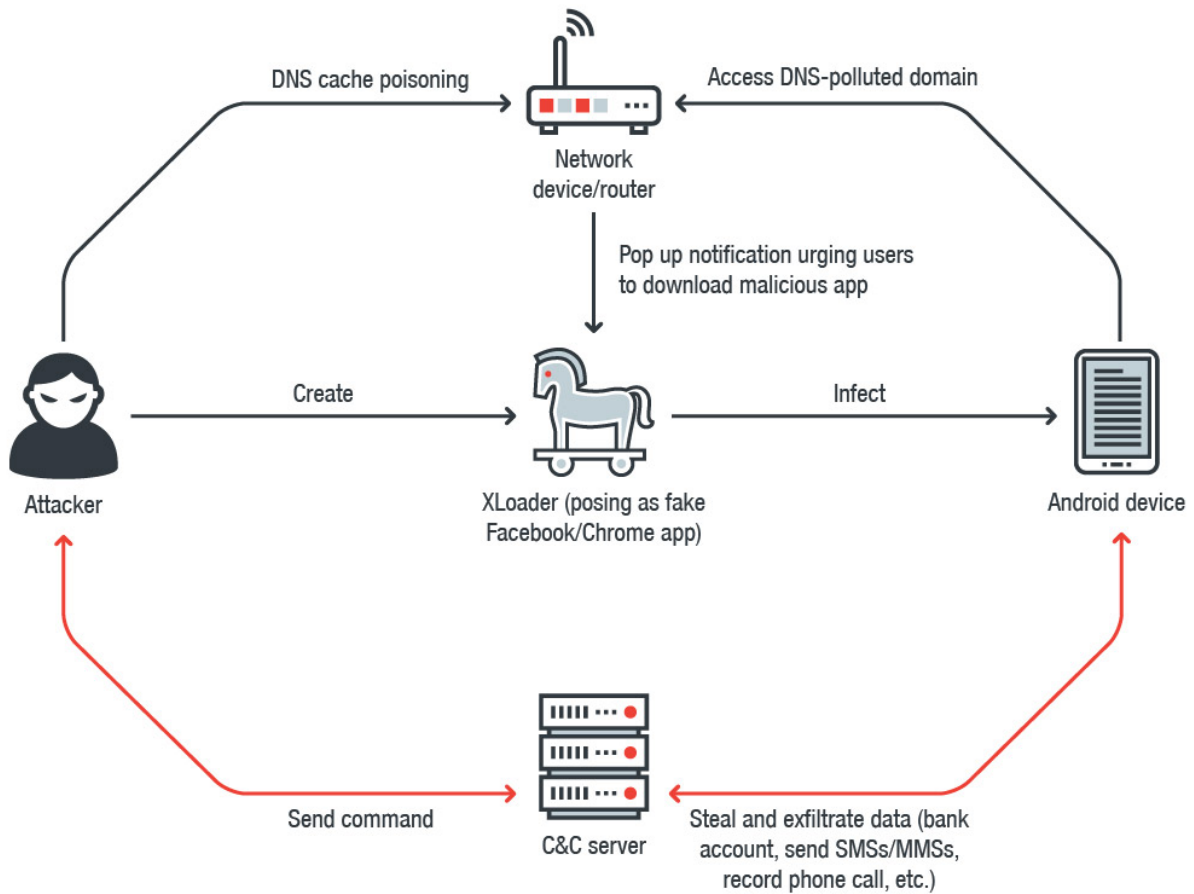 DNS cache poisoning
Access DNS-polluted domain
Network
device/router
Pop up notification urging users
to download malicious app
Create
Infect
Attacker
XLoader (posing as fake
Facebook/Chrome app)
Android device
Send command
C&C server
Steal and exfiltrate data (bank
account, send SMSs/MMSs,
record phone call, etc.)